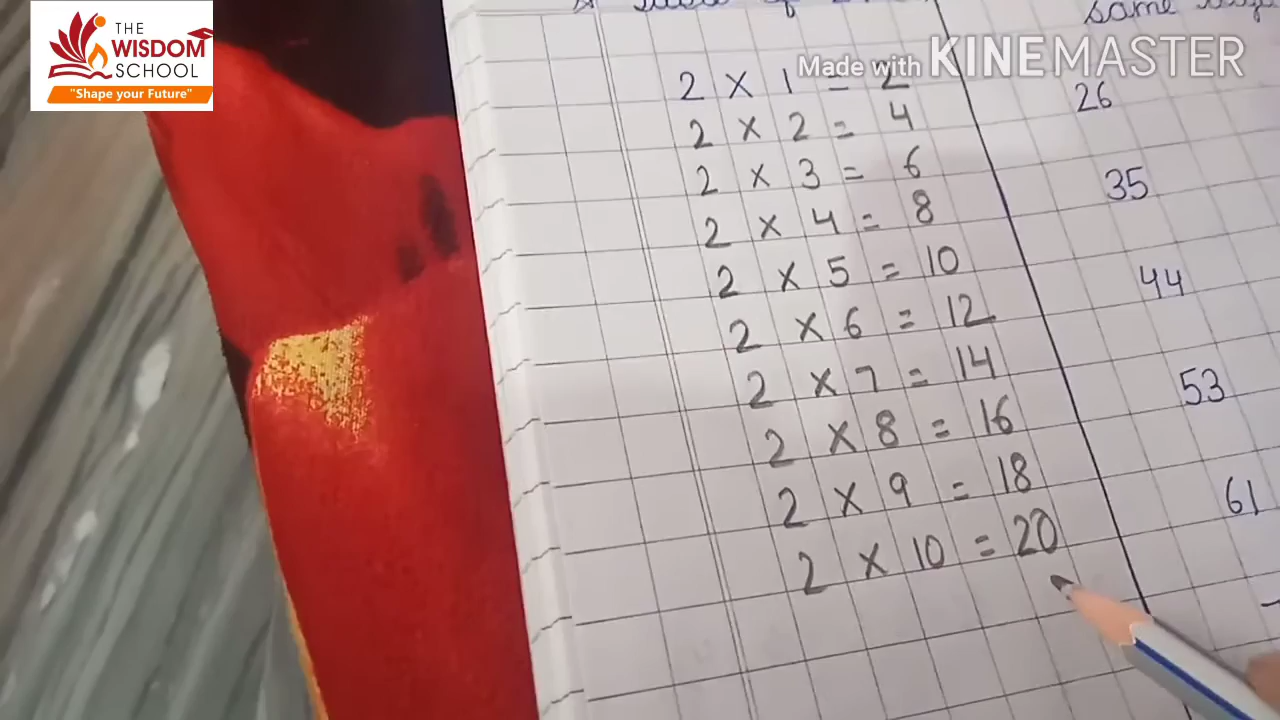 THE
WISDOM
SCHOOL
"Shape your Future"
Made with KINEMASTER
same
2 × 1 = 2
2 × 2 = 4
2 × 3 = 6
2 × 4 = 8
2 × 5 = 10
2 × 6 = 12
2 × 7 = 14
2 × 8 = 16
2 × 9 = 18
2 × 10 = 20
26
35
44
53
61